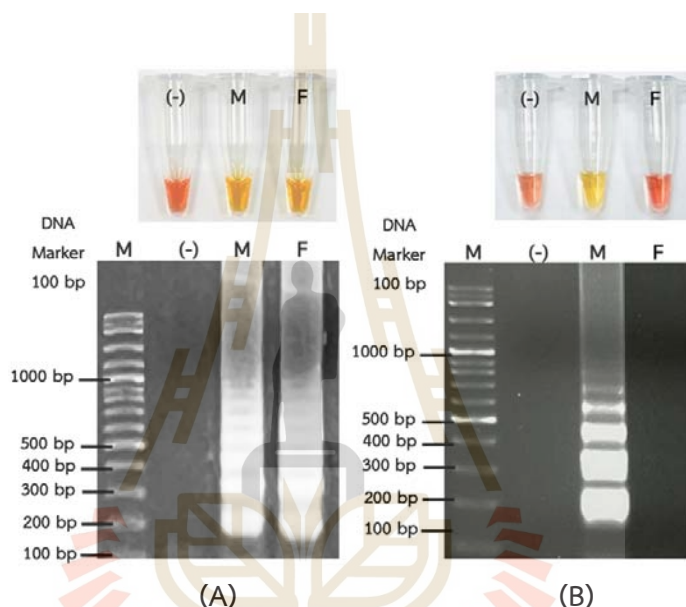 (-) M F
DNA
Marker M (-) M F
100 bp
1000 bp
500 bp
400 bp
300 bp
200 bp
100 bp
(A)
(-) M F
DNA
Marker M (-) M F
100 bp
1000 bp
500 bp
400 bp
300 bp
200 bp
100 bp
(B)